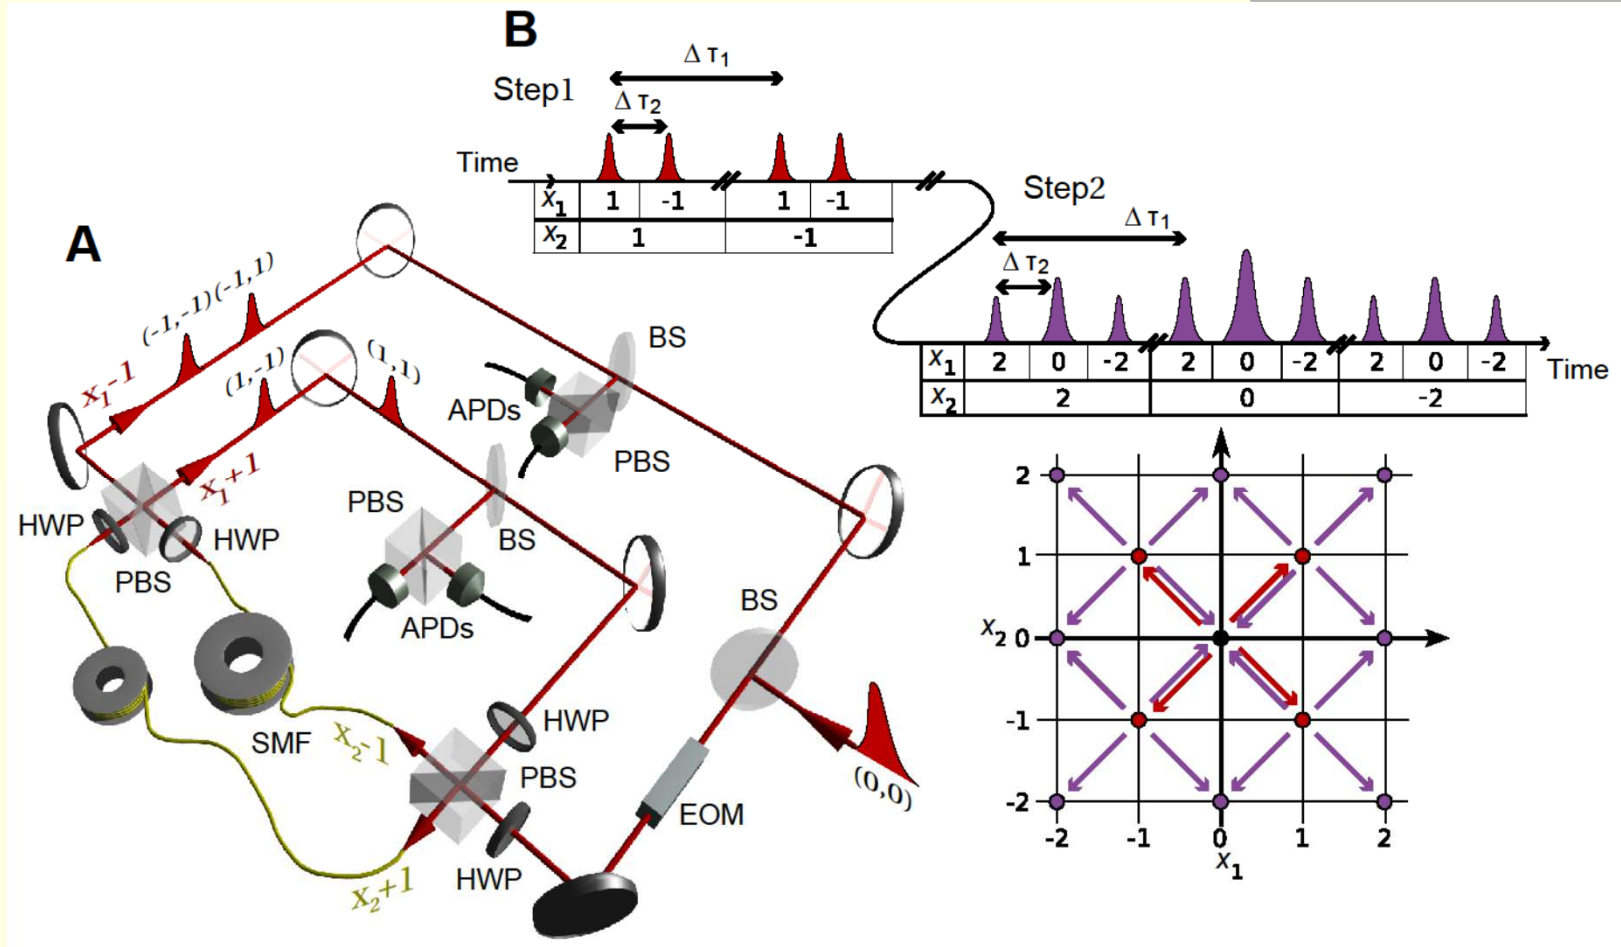 B
Step1
Δ τ1
Δ τ2
Time
x1 1 -1 1 -1
x2 1 -1
Step2
Δ τ1
Δ τ2
x1 2 0 -2 2 0 -2 2 0 -2
Time
x2 2 0 -2
A
(-1,-1) (-1,1)
x1-1
(1,-1)
(1,1)
x1+1
BS
APDs
PBS
HWP
HWP
PBS
PBS
BS
APDs
BS
SMF
x2-1
HWP
PBS
EOM
(0,0)
HWP
x2+1
2
1
x2 0
-1
-2
-2 -1 0 1 2
x1